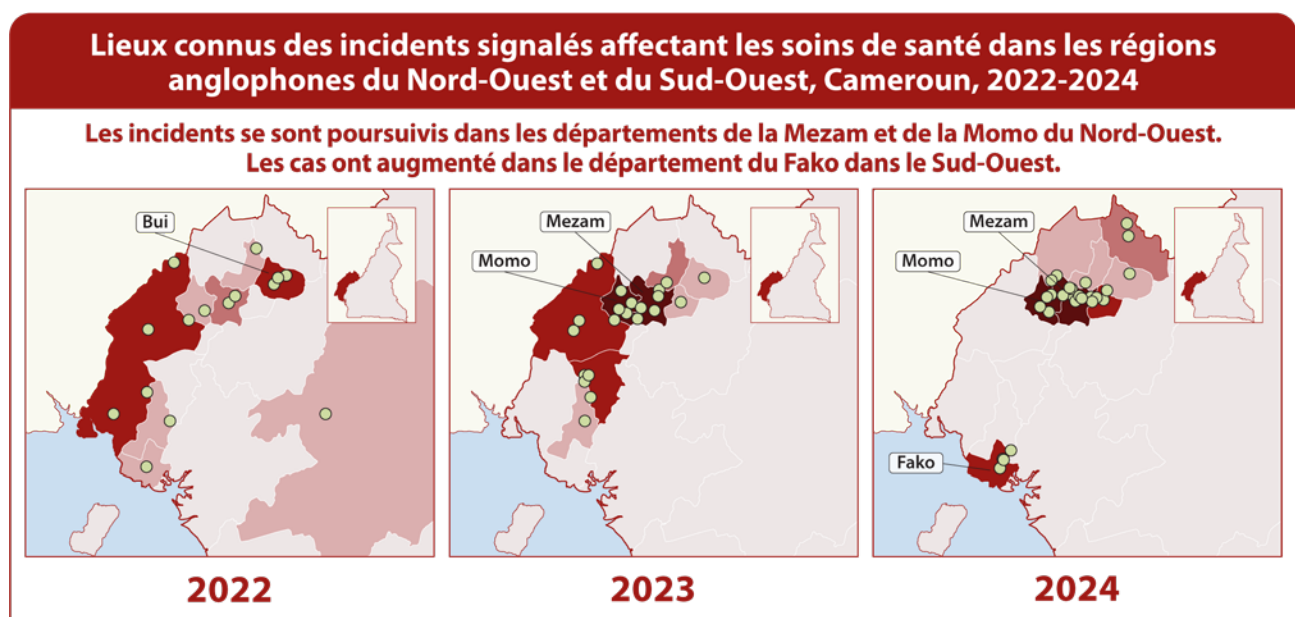 Lieux connus des incidents signalés affectant les soins de santé dans les régions
anglophones du Nord-Ouest et du Sud-Ouest, Cameroun, 2022-2024
Les incidents se sont poursuivis dans les départements de la Mezam et de la Momo du Nord-Ouest.
Les cas ont augmenté dans le département du Fako dans le Sud-Ouest.
Bui
Mezam
Momo
Mezam
Momo
Fako
2022
2023
2024